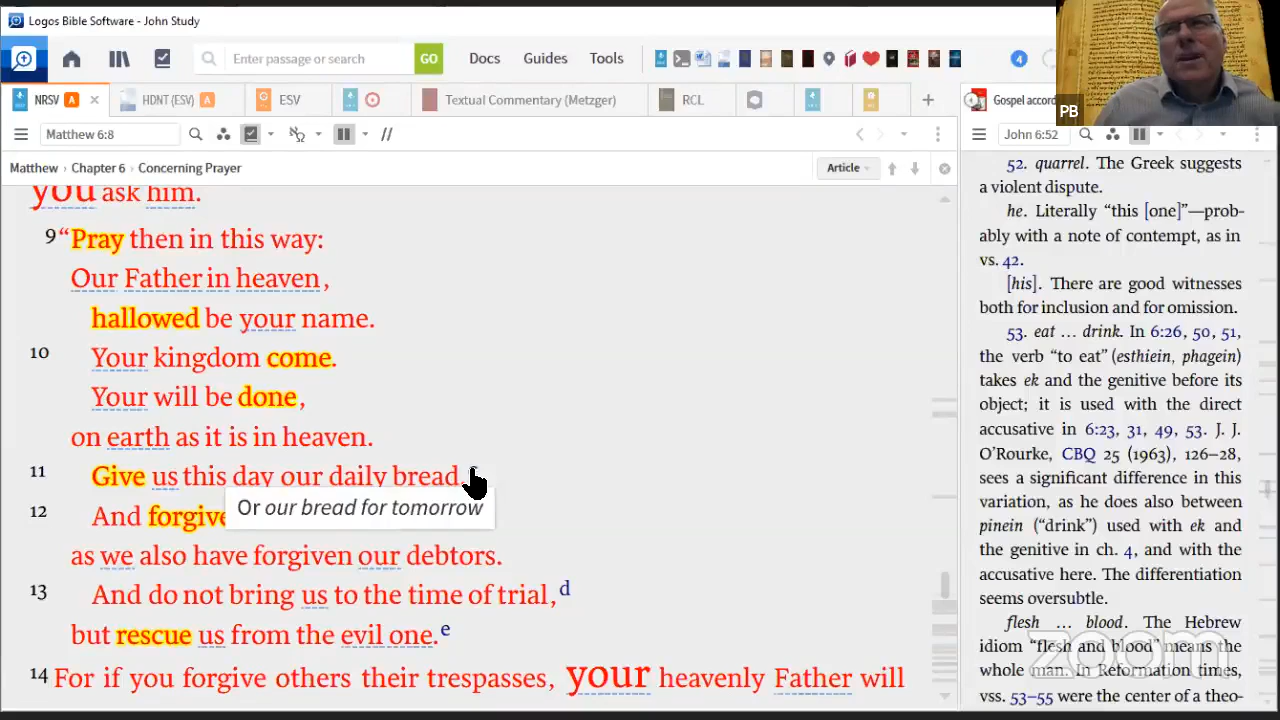 Logos Bible Software - John Study
Enter passage or search
GO
Docs
Guides
Tools
4
NRSV A
HDNT (ESV) A
ESV
Textual Commentary (Metzger)
RCL
Matthew 6:8
Matthew › Chapter 6 › Concerning Prayer
Article
you ask him.
9 “Pray then in this way:
Our Father in heaven,
hallowed be your name.
10 Your kingdom come.
Your will be done,
on earth as it is in heaven.
11 Give us this day our daily bread.
Or our bread for tomorrow
12 And forgive
as we also have forgiven our debtors.
13 And do not bring us to the time of trial, d
but rescue us from the evil one. e
14 For if you forgive others their trespasses, your heavenly Father will
PB
Gospel accor
John 6:52
52. quarrel. The Greek suggests
a violent dispute.
he. Literally “this [one]”—prob-
ably with a note of contempt, as in
vs. 42.
[his]. There are good witnesses
both for inclusion and for omission.
53. eat … drink. In 6:26, 50, 51,
the verb “to eat” (esthiein, phagein)
takes ek and the genitive before its
object; it is used with the direct
accusative in 6:23, 31, 49, 53. J. J.
O’Rourke, CBQ 25 (1963), 126–28,
sees a significant difference in this
variation, as he does also between
pinein (“drink”) used with ek and
the genitive in ch. 4, and with the
accusative here. The differentiation
seems oversubtle.
flesh … blood. The Hebrew
idiom “flesh and blood” means the
whole man. In Reformation times,
vss. 53–55 were the center of a theo-
zoom